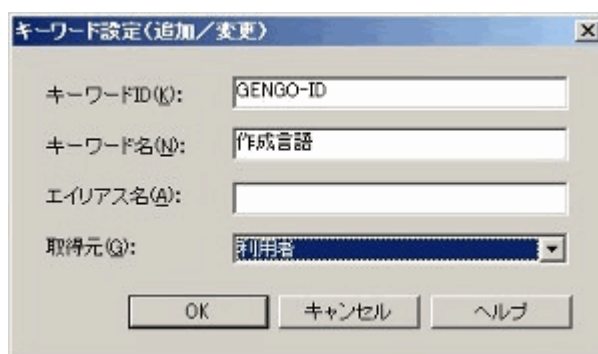 キーワード設定(追加／変更)
キーワードID(K): GENGO-ID
キーワード名(N): 作成言語
エイリアス名(A):
取得元(G): 利用者
OK キャンセル ヘルプ